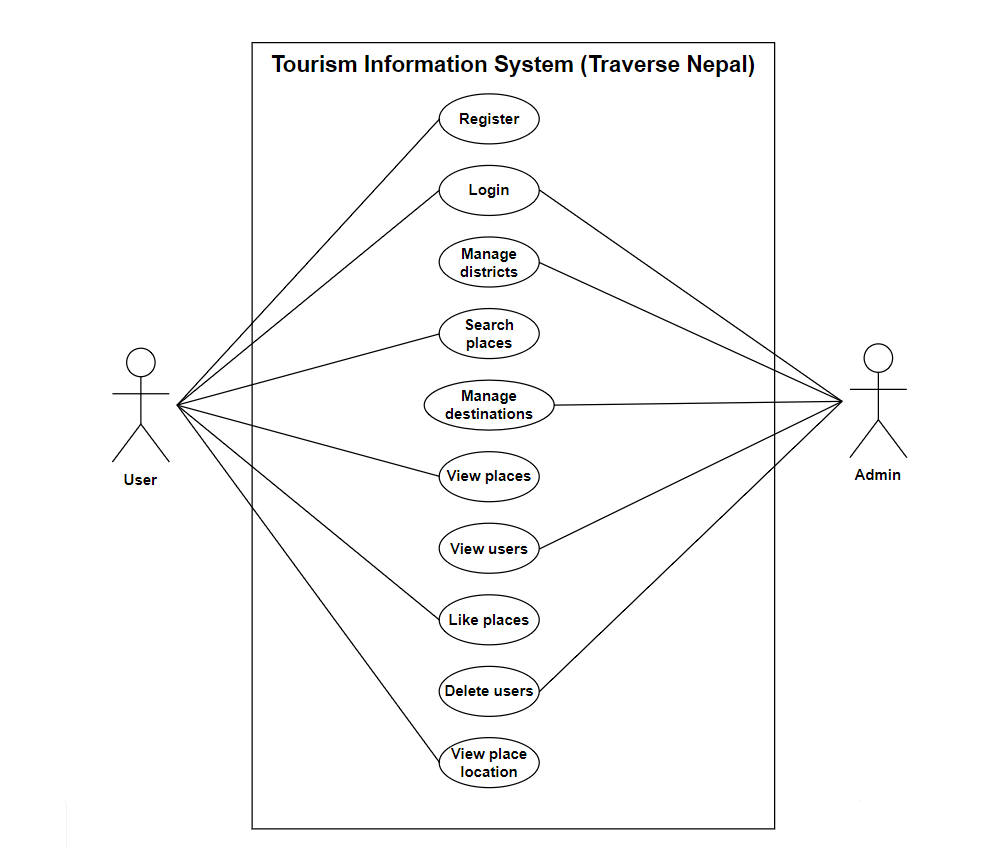 Tourism Information System (Traverse Nepal)
Register
Login
Manage
districts
Search
places
Manage
destinations
View places
View users
Like places
Delete users
View place
location
User
Admin